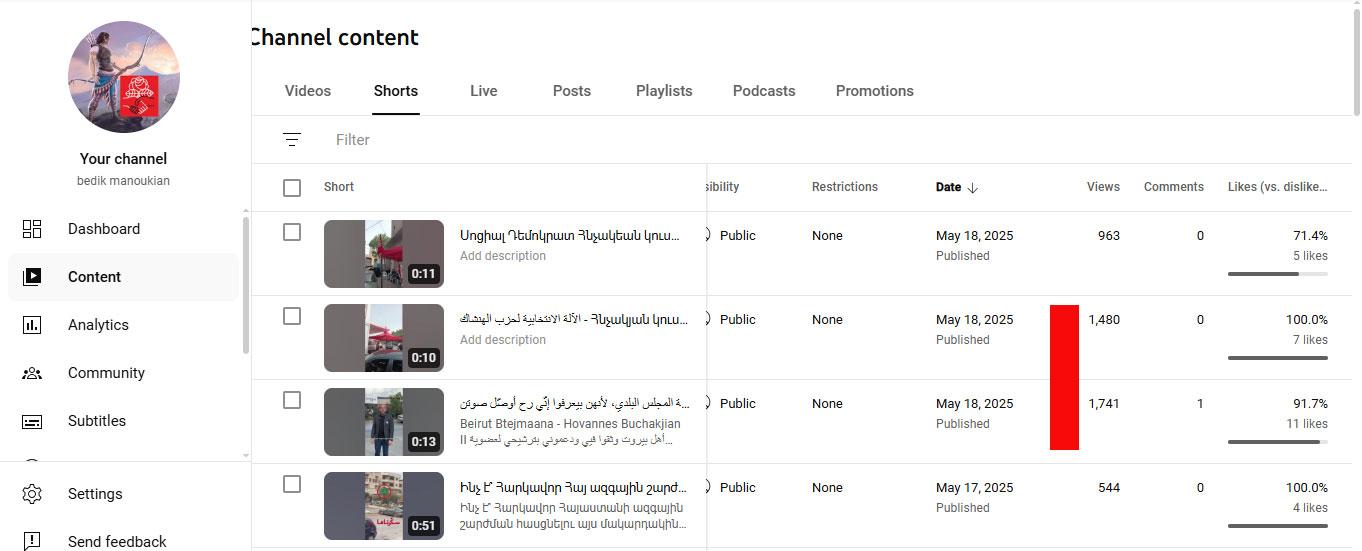 Channel content
Videos
Shorts
Live
Posts
Playlists
Podcasts
Promotions
Filter
Your channel
bedik manoukian
Dashboard
Content
Analytics
Community
Subtitles
Settings
Send feedback
Short
sibility
Restrictions
Date
Views
Comments
Likes (vs. dislike...
0:11
Սոցիալ Դեմոկրատ Հնչակեան կուս...
Add description
Public
None
May 18, 2025
Published
963
0
71.4%
5 likes
0:10
الآلة الانتخابية لحزب الهنشاك - Հնչակյան կուս...
Add description
Public
None
May 18, 2025
Published
1,480
0
100.0%
7 likes
0:13
ة المجلس البلدي، لأنهن بيعرفوا إنّي رح أوصّل صوتن...
Beirut Btejmaana - Hovannes Buchakjian
اا أهل بيروت وثقوا فيي ودعموني بترشيحي لعضوية...
Public
None
May 18, 2025
Published
1,741
1
91.7%
11 likes
0:51
Ինչ է՞ Հարկավոր Հայ ազգային շարժ...
Ինչ է՞ Հարկավոր Հայաստանի ազգային
շարժման հասցնելու այս մակարդակին...
Public
None
May 17, 2025
Published
544
0
100.0%
4 likes